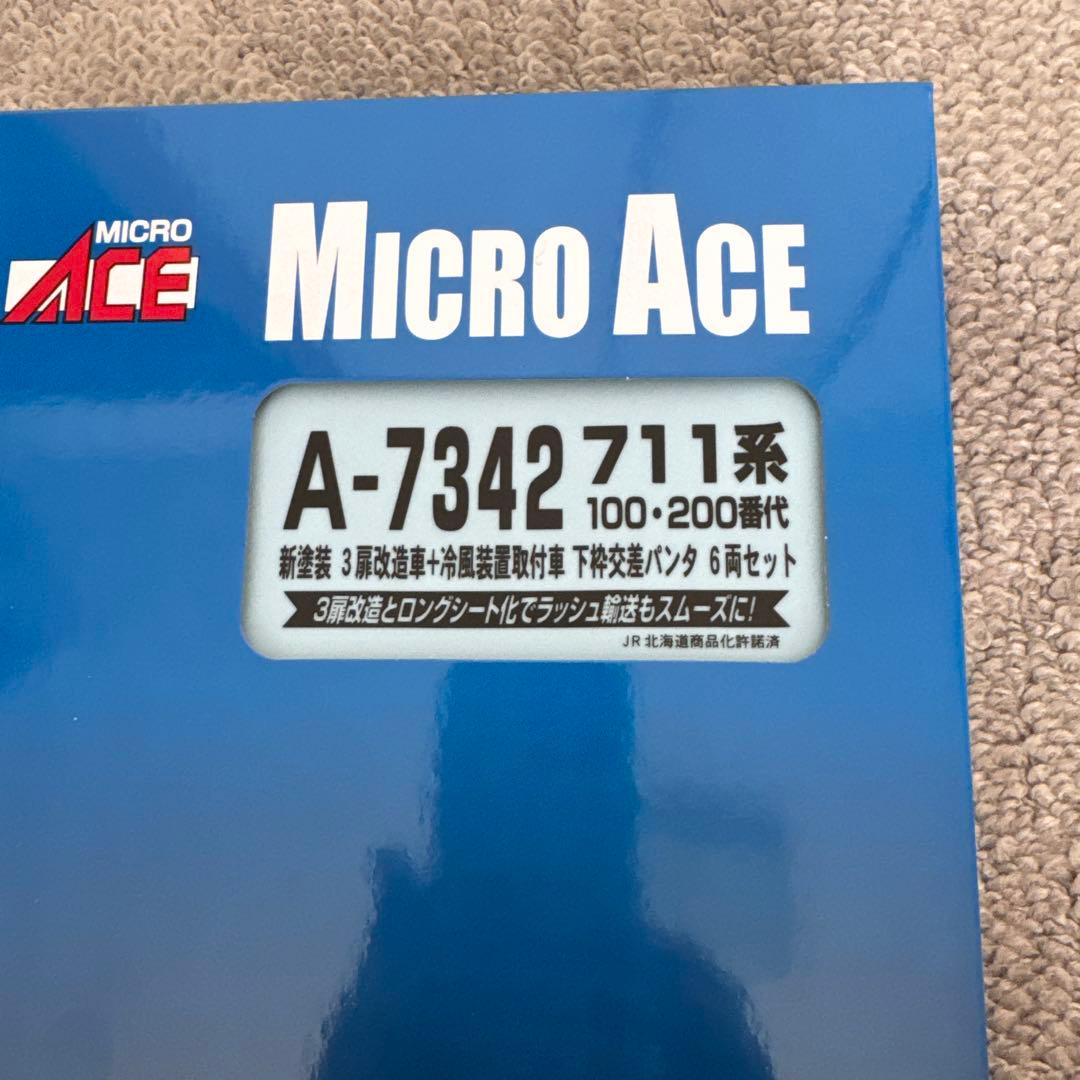 MICRO
ACE
MICRO ACE
A-7342 711系
100・200番代
新塗装 3扉改造車+冷風装置取付車 下枠交差パンタ 6両セット
3扉改造とロングシート化でラッシュ輸送もスムーズに!
JR北海道商品化許諾済